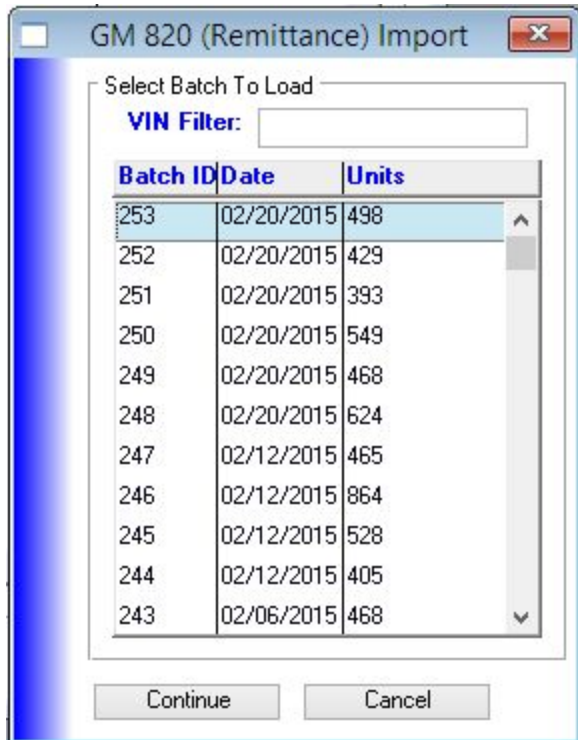 GM 820 (Remittance) Import
Select Batch To Load
VIN Filter:
Batch ID Date Units
253 02/20/2015 498
252 02/20/2015 429
251 02/20/2015 393
250 02/20/2015 549
249 02/20/2015 468
248 02/20/2015 624
247 02/12/2015 465
246 02/12/2015 864
245 02/12/2015 528
244 02/12/2015 405
243 02/06/2015 468
Continue Cancel